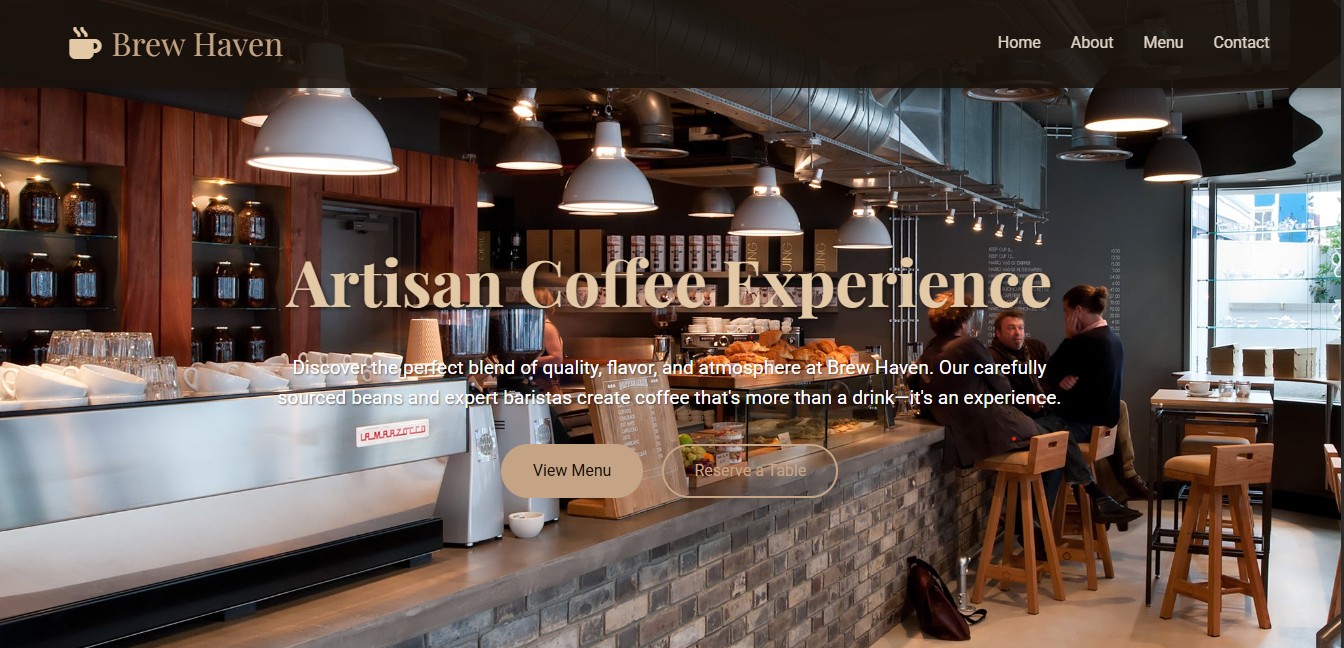 Brew Haven
Home About Menu Contact
Artisan Coffee Experience
Discover the perfect blend of quality, flavor, and atmosphere at Brew Haven. Our carefully
sourced beans and expert baristas create coffee that's more than a drink—it's an experience.
LA MARZOCCO
View Menu
Reserve a Table